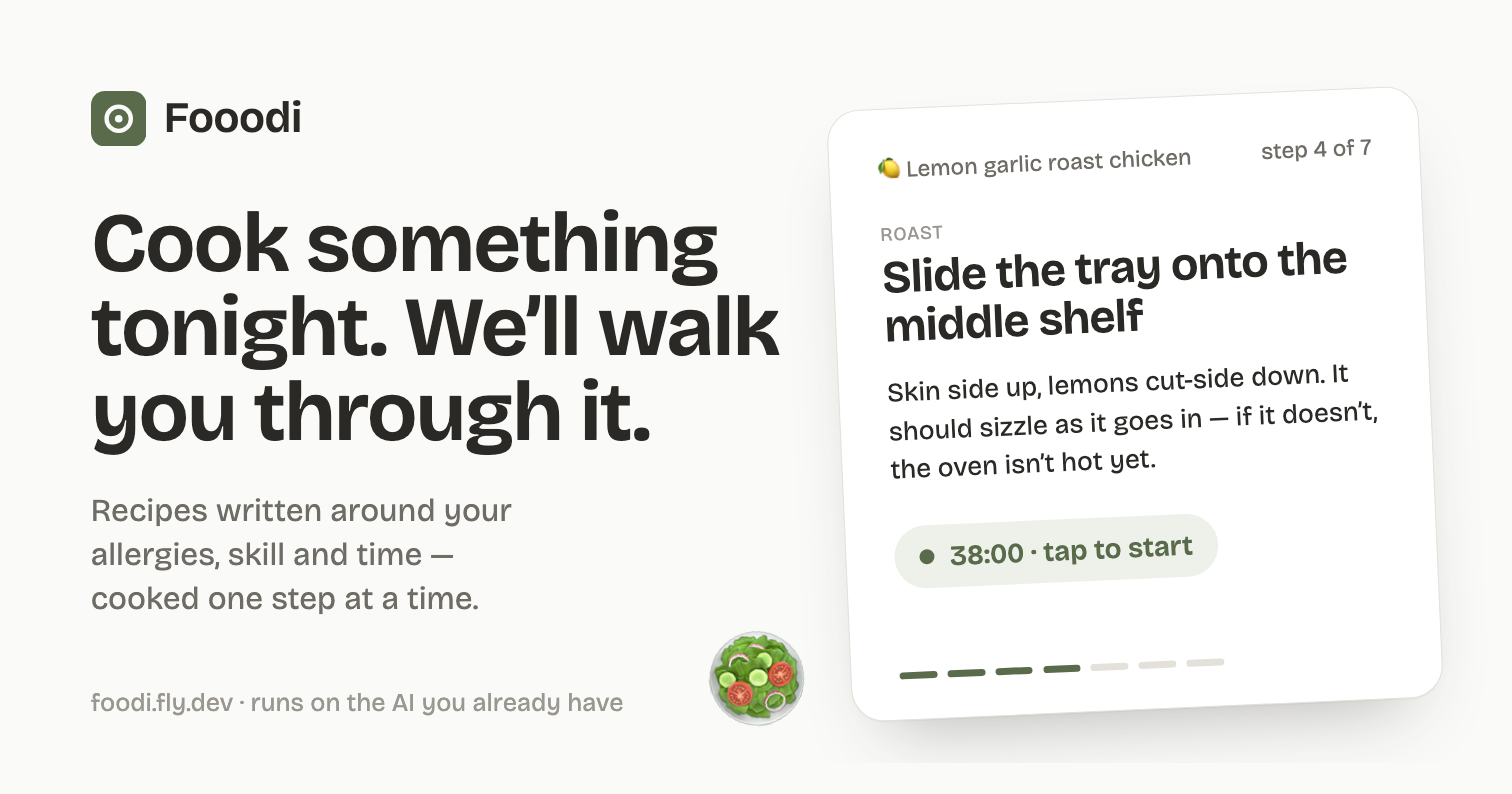 Fooodi
Cook something
tonight. We’ll walk
you through it.
Recipes written around your
allergies, skill and time —
cooked one step at a time.
foodi.fly.dev · runs on the AI you already have
🍋 Lemon garlic roast chicken
step 4 of 7
ROAST
Slide the tray onto the
middle shelf
Skin side up, lemons cut-side down. It
should sizzle as it goes in — if it doesn’t,
the oven isn’t hot yet.
38:00 · tap to start